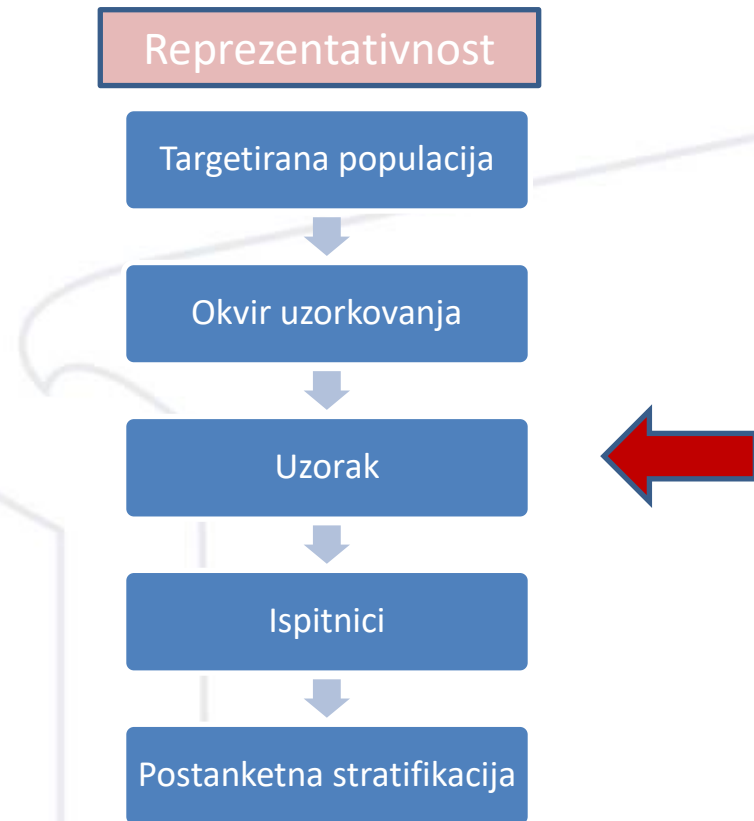 Reprezentativnost
Targetirana populacija
Okvir uzorkovanja
Uzorak
Ispitnici
Postanketna stratifikacija